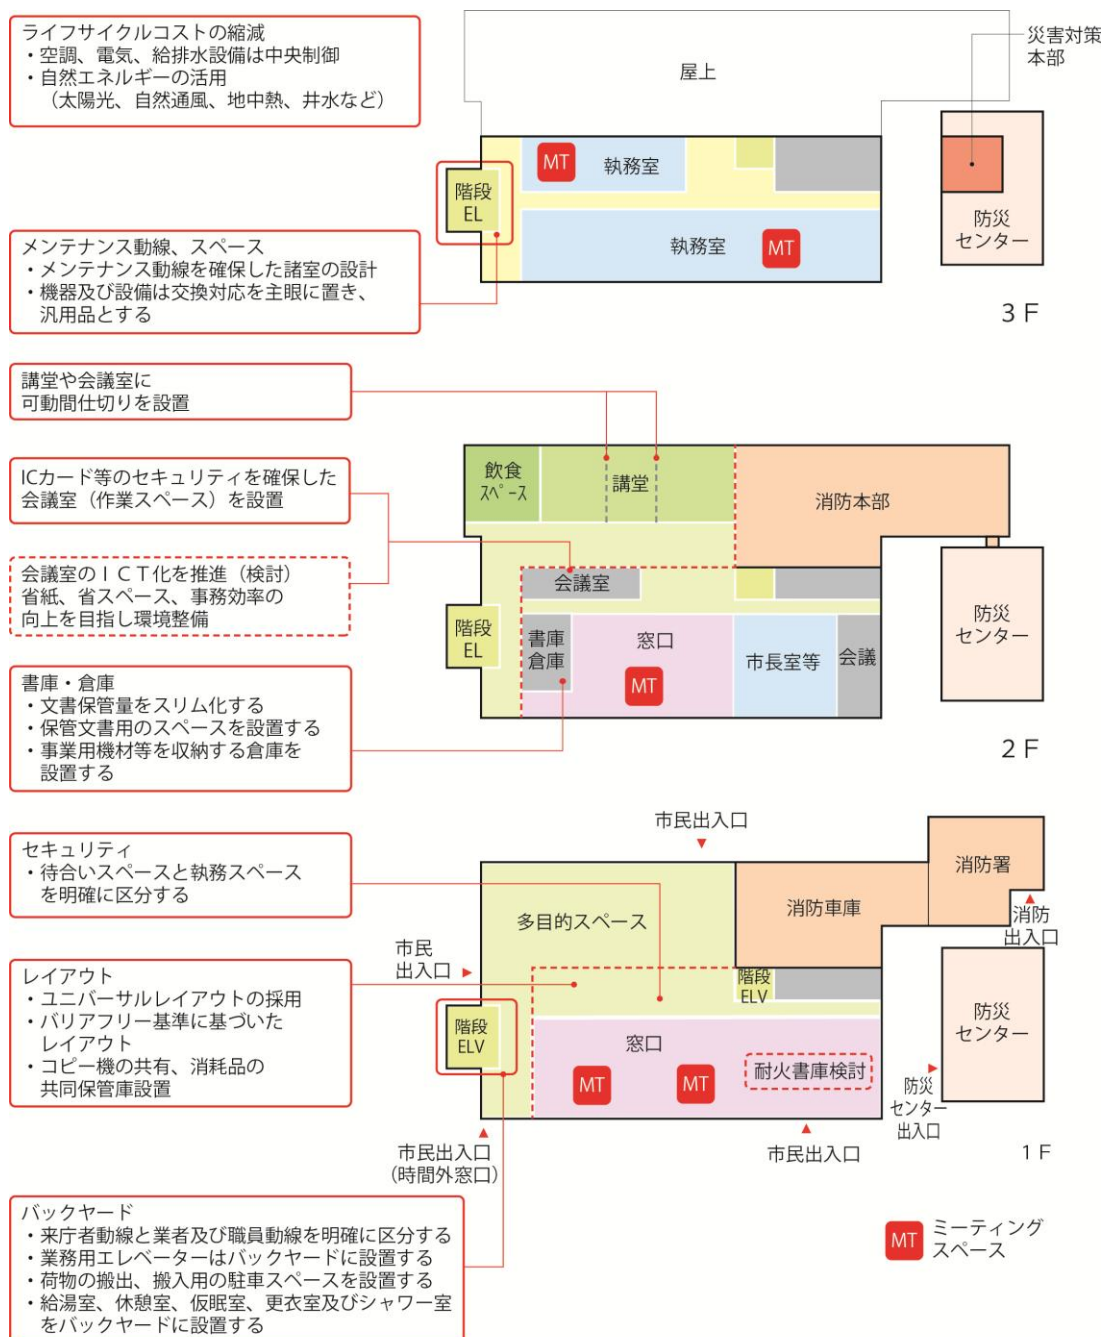 ライフサイクルコストの縮減
・空調、電気、給排水設備は中央制御
・自然エネルギーの活用
（太陽光、自然通風、地中熱、井水など）
メンテナンス動線、スペース
・メンテナンス動線を確保した諸室の設計
・機器及び設備は交換対応を主眼に置き、
汎用品とする
屋上
災害対策
本部
MT
執務室
階段
EL
執務室
MT
防災
センター
3F
講堂や会議室に
可動間仕切りを設置
ICカード等のセキュリティを確保した
会議室（作業スペース）を設置
会議室のＩＣＴ化を推進（検討）
省紙、省スペース、事務効率の
向上を目指し環境整備
書庫・倉庫
・文書保管量をスリム化する
・保管文書用のスペースを設置する
・事業用機材等を収納する倉庫を
設置する
飲食
スペース
講堂
消防本部
会議室
階段
EL
書庫
倉庫
窓口
MT
市長室等
会議
防災
センター
2F
セキュリティ
・待合いスペースと執務スペース
を明確に区分する
レイアウト
・ユニバーサルレイアウトの採用
・バリアフリー基準に基づいた
レイアウト
・コピー機の共有、消耗品の
共同保管庫設置
バックヤード
・来庁者動線と業者及び職員動線を明確に区分する
・業務用エレベーターはバックヤードに設置する
・荷物の搬出、搬入用の駐車スペースを設置する
・給湯室、休憩室、仮眠室、更衣室及びシャワー室
をバックヤードに設置する
市民出入口
消防署
消防車庫
多目的スペース
消防
出入口
市民
出入口
階段
ELV
階段
ELV
窓口
MT
MT
耐火書庫検討
防災
センター
防災
センター
出入口
市民出入口
（時間外窓口）
市民出入口
1F
MT
ミーティング
スペース